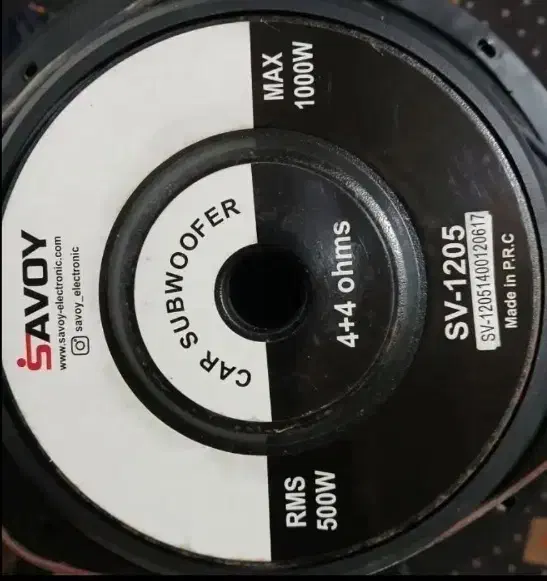 SAVOY
www.savoy-electronic.com
savoy_electronic
CAR SUBWOOFER
MAX
1000W
4+4 ohms
RMS
500W
SV-1205
SV-12051400120617
Made in P.R.C